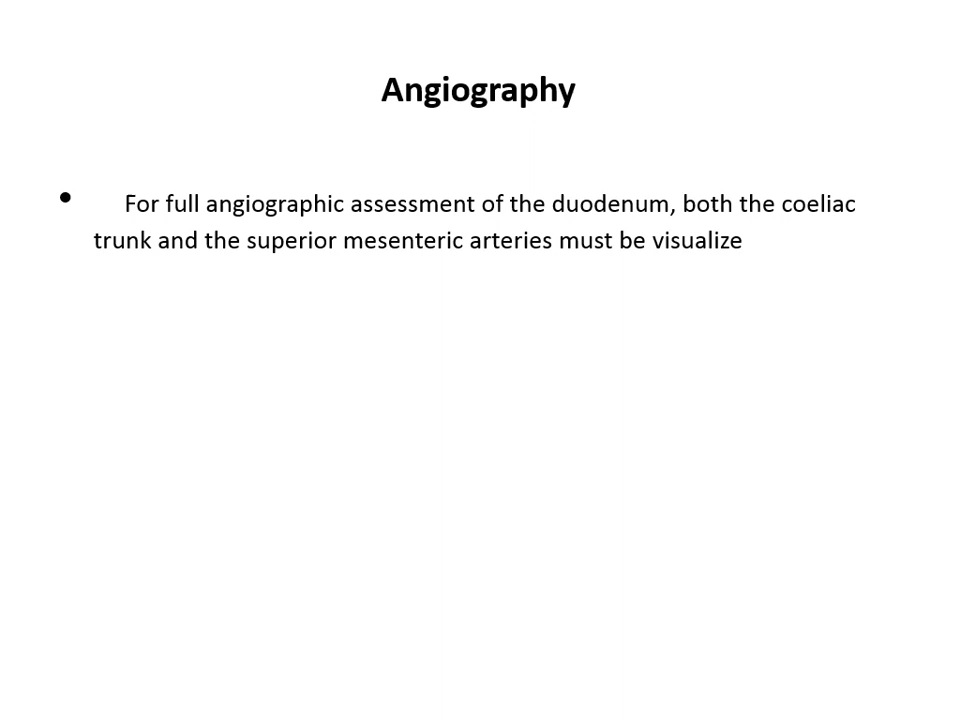 Angiography
• For full angiographic assessment of the duodenum, both the coeliac
trunk and the superior mesenteric arteries must be visualize